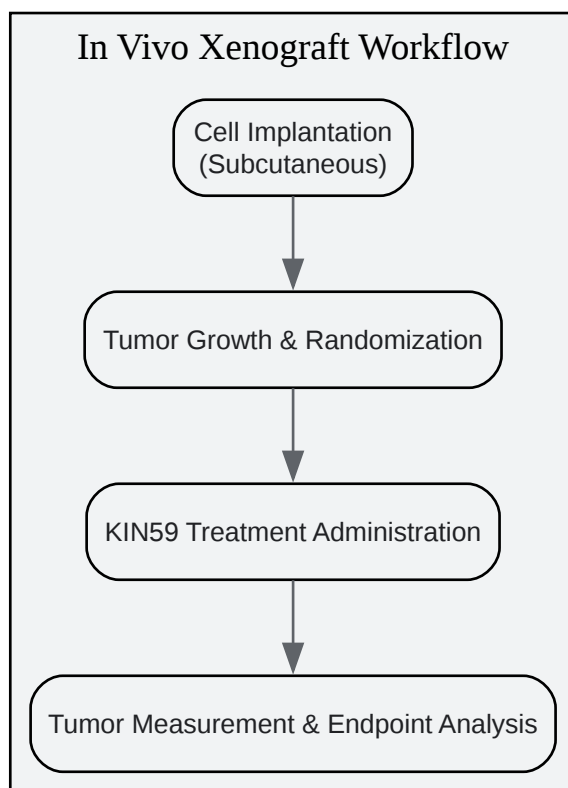 In Vivo Xenograft Workflow
Cell Implantation
(Subcutaneous)
Tumor Growth & Randomization
KIN59 Treatment Administration
Tumor Measurement & Endpoint Analysis